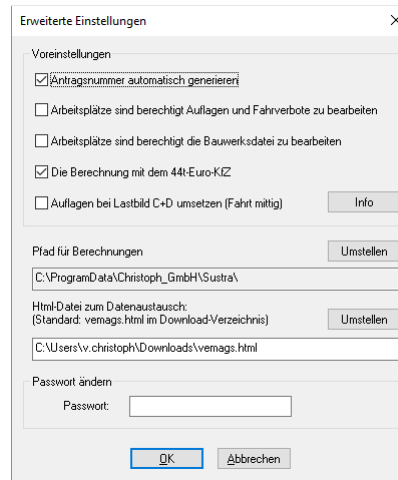 Erweiterte Einstellungen
Voreinstellungen
Antragsnummer automatisch generieren
Arbeitsplätze sind berechtigt Auflagen und Fahrverbote zu bearbeiten
Arbeitsplätze sind berechtigt die Bauwerksdatei zu bearbeiten
Die Berechnung mit dem 44t-Euro-KfZ
Auflagen bei Lastbild C+D umsetzen (Fahrt mittig)
Info
Pfad für Berechnungen
Umstellen
C:\ProgramData\Christoph_GmbH\Sustra\
Html-Datei zum Datenaustausch:
(Standard: vemags.html im Download-Verzeichnis)
Umstellen
C:\Users\v.christoph\Downloads\vemags.html
Passwort ändern
Passwort:
OK
Abbrechen